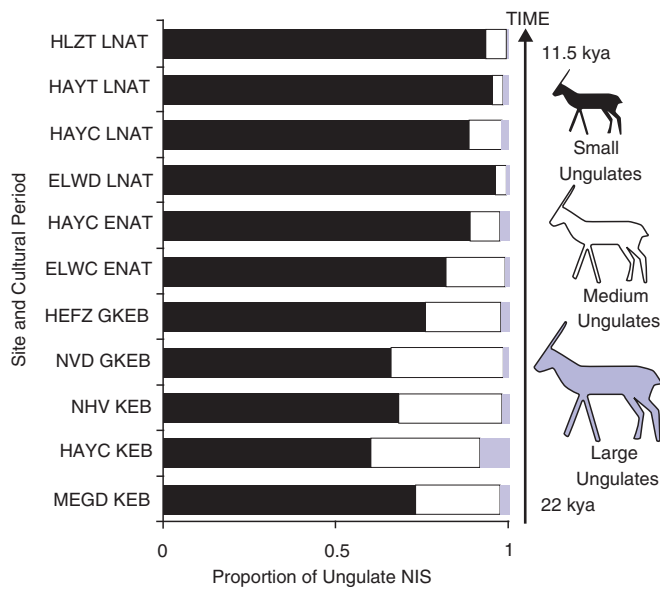 TIME
HLZT LNAT
HAYT LNAT
HAYC LNAT
ELWD LNAT
HAYC ENAT
ELWC ENAT
HEFZ GKEB
NVD GKEB
NHV KEB
HAYC KEB
MEGD KEB
Site and Cultural Period
0
0.5
1
Proportion of Ungulate NIS
11.5 kya
Small
Ungulates
Medium
Ungulates
Large
Ungulates
22 kya